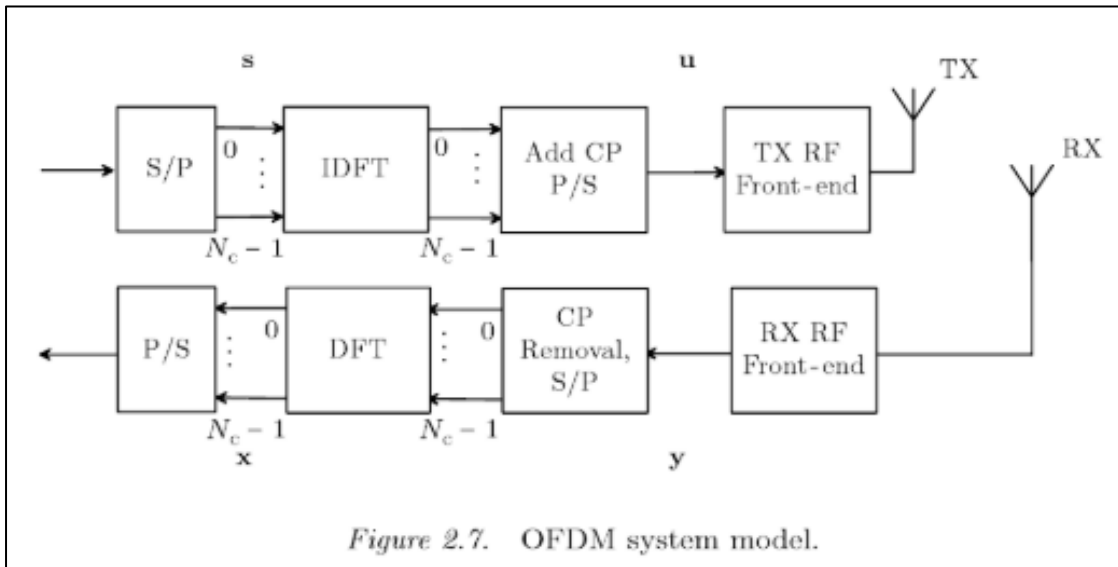 s
u
TX
RX
S/P
0
⋮
N_c − 1
IDFT
0
⋮
N_c − 1
Add CP
P/S
TX RF
Front-end
P/S
0
⋮
N_c − 1
DFT
0
⋮
N_c − 1
CP
Removal,
S/P
RX RF
Front-end
x
y
Figure 2.7. OFDM system model.